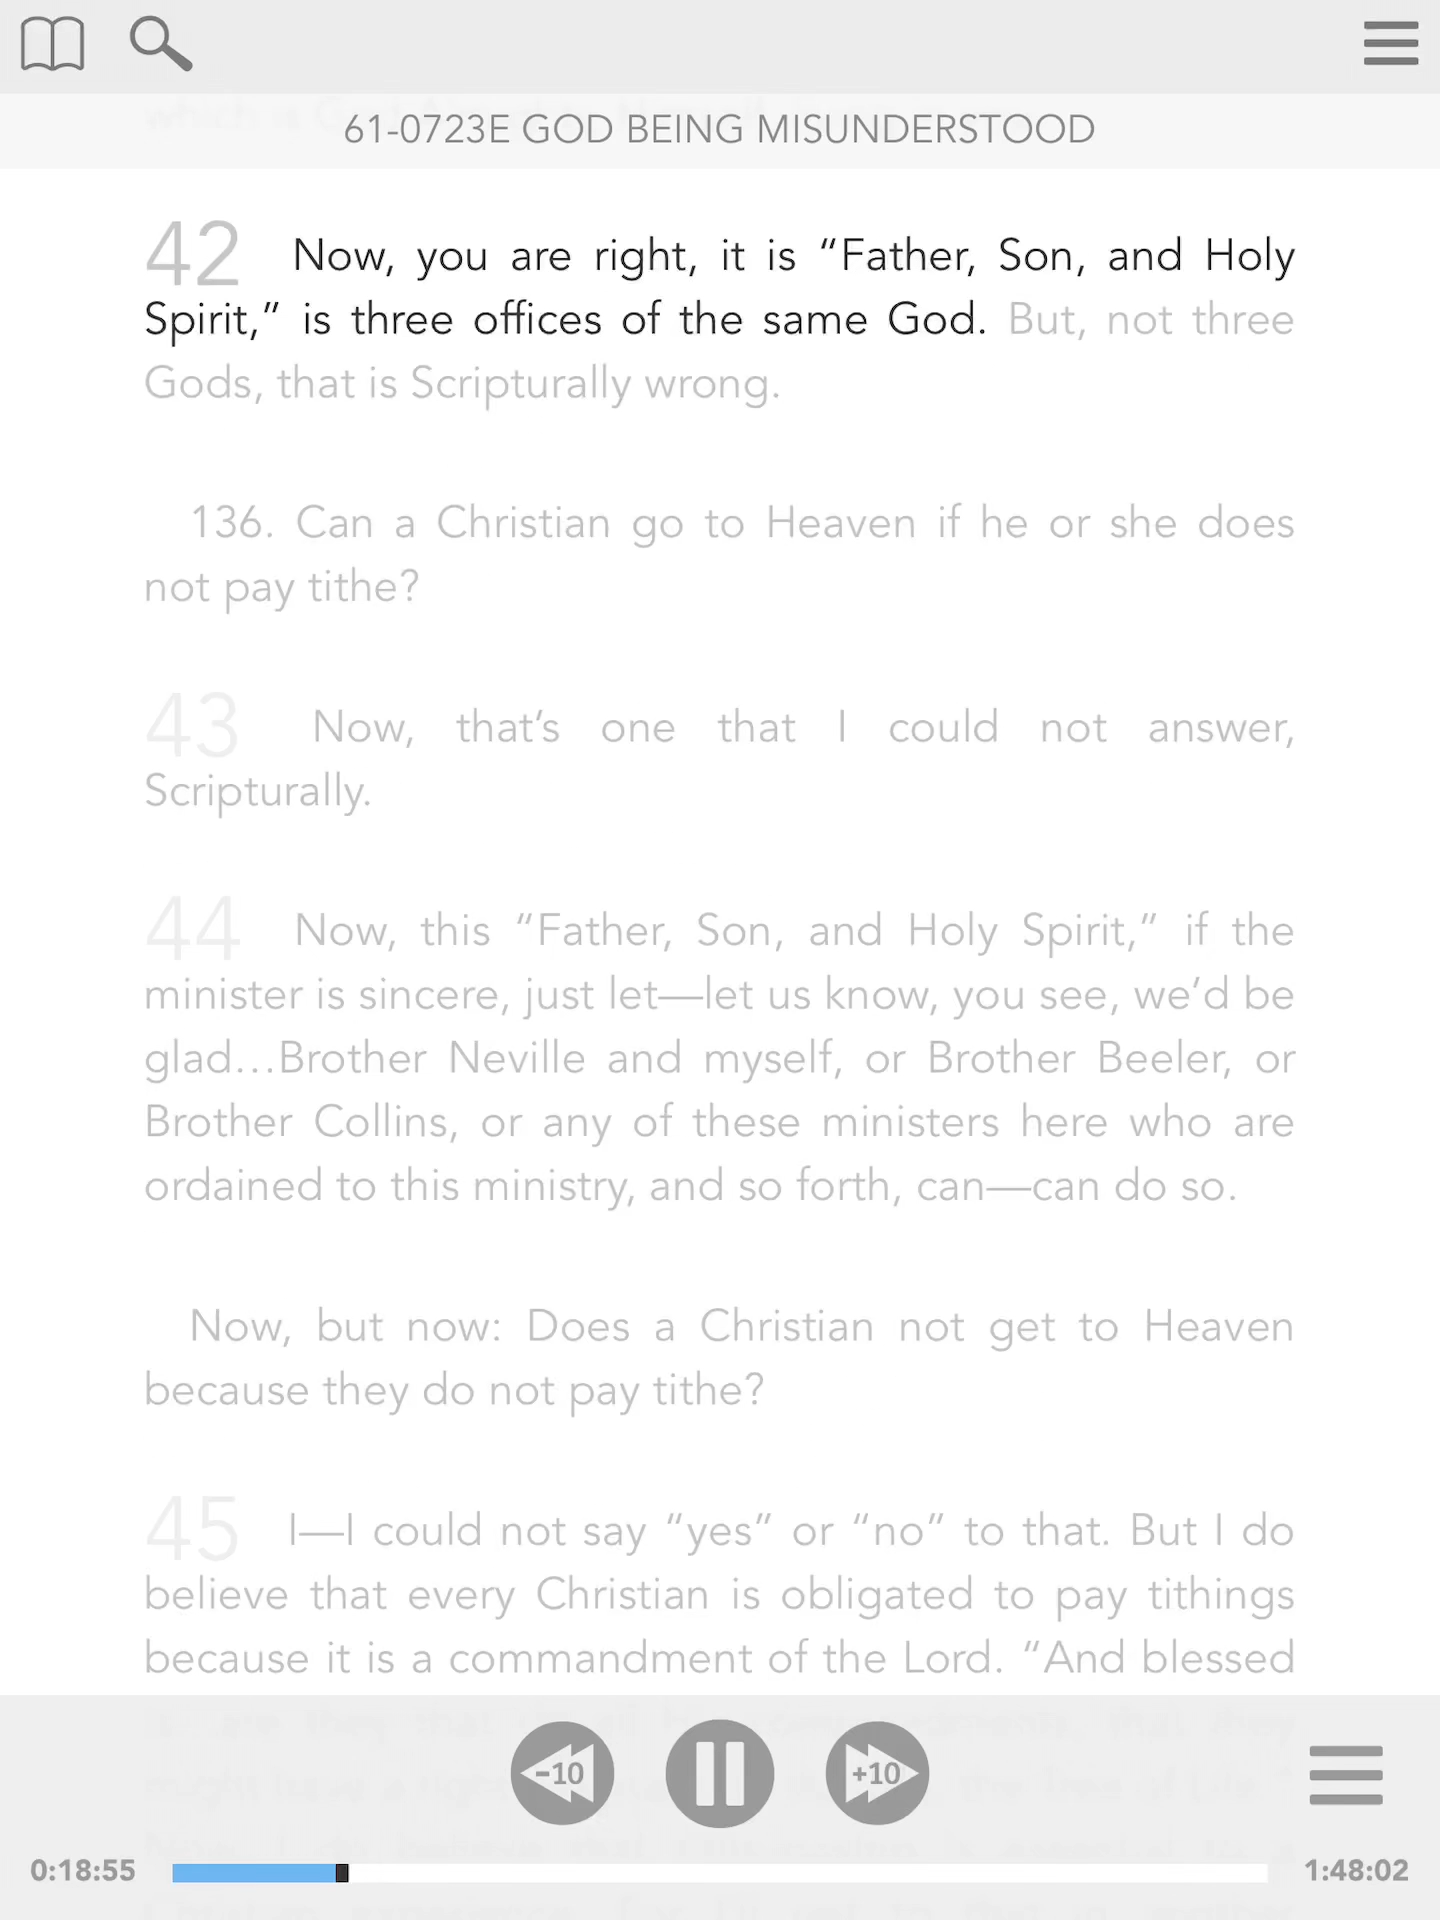 61-0723E GOD BEING MISUNDERSTOOD
42 Now, you are right, it is “Father, Son, and Holy
Spirit,” is three offices of the same God. But, not three
Gods, that is Scripturally wrong.
136. Can a Christian go to Heaven if he or she does
not pay tithe?
43 Now, that’s one that I could not answer,
Scripturally.
44 Now, this “Father, Son, and Holy Spirit,” if the
minister is sincere, just let—let us know, you see, we’d be
glad…Brother Neville and myself, or Brother Beeler, or
Brother Collins, or any of these ministers here who are
ordained to this ministry, and so forth, can—can do so.
Now, but now: Does a Christian not get to Heaven
because they do not pay tithe?
45 I—I could not say “yes” or “no” to that. But I do
believe that every Christian is obligated to pay tithings
because it is a commandment of the Lord. “And blessed
-10 +10
0:18:55 1:48:02